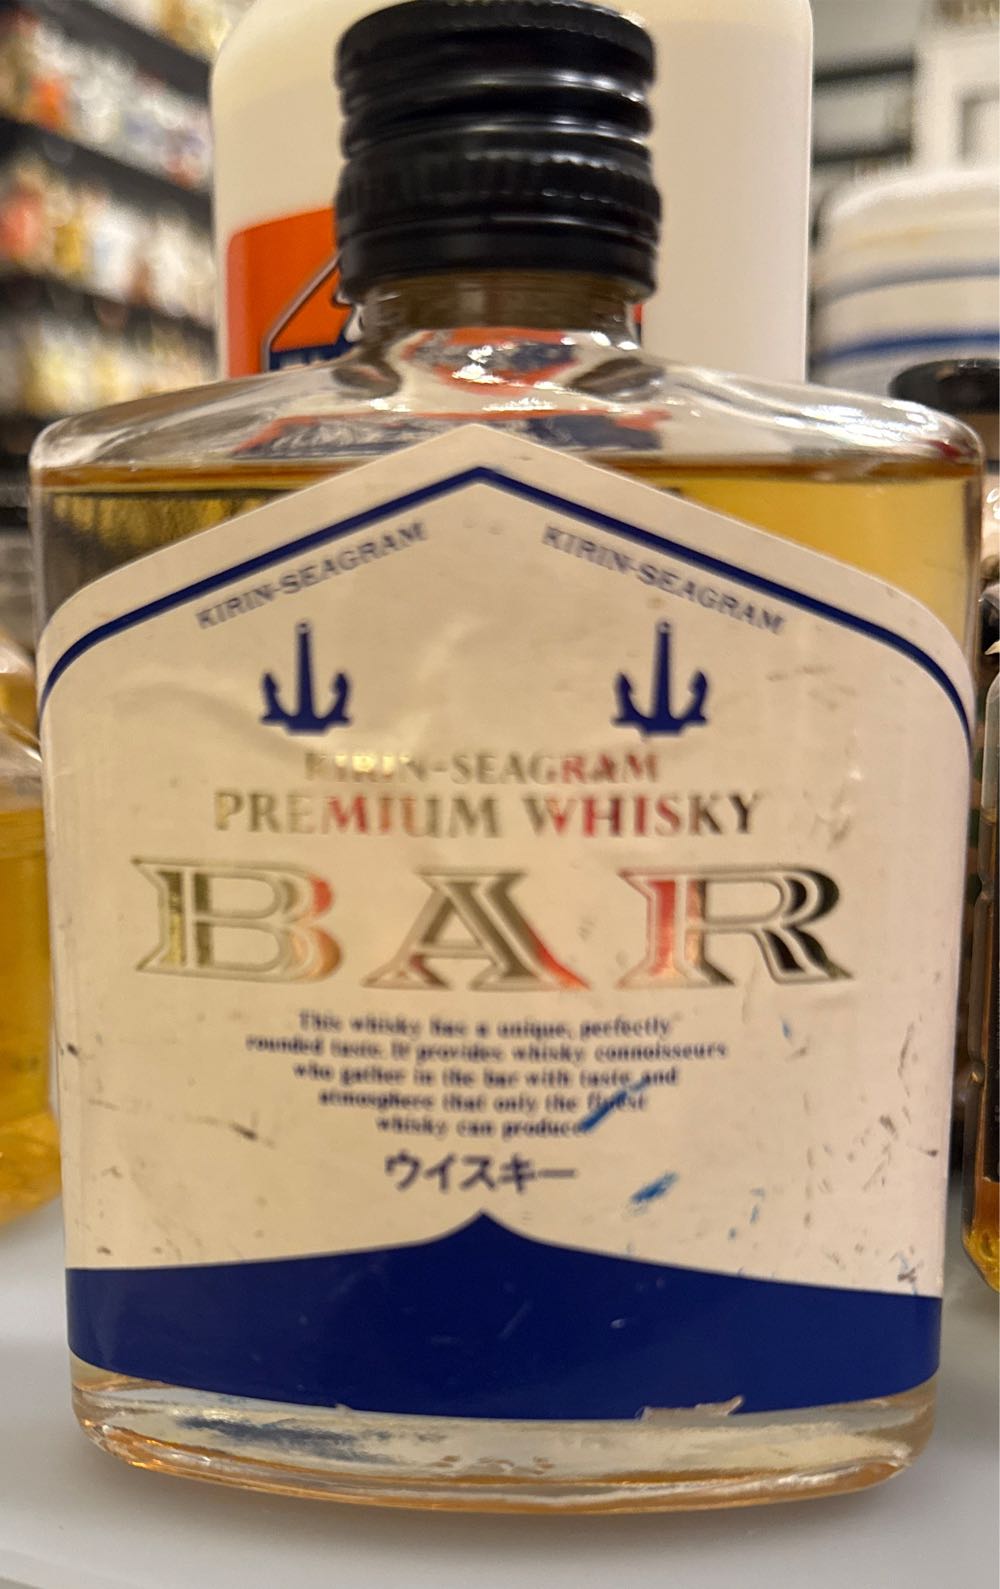 KIRIN-SEAGRAM
KIRIN-SEAGRAM
KIRIN-SEAGRAM
PREMIUM WHISKY
BAR
This whisky has a unique, perfectly
rounded taste. It provides whisky connoisseurs
who gather in the bar with taste and
atmosphere that only the finest
whisky can produce.
ウイスキー